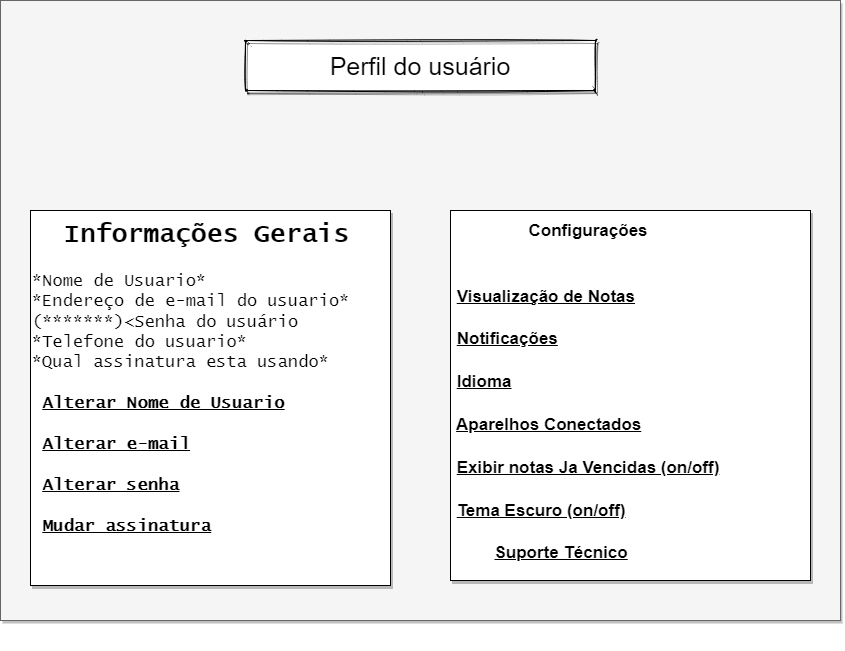 Perfil do usuário
Informações Gerais
*Nome de Usuario*
*Endereço de e-mail do usuario*
(*******)<Senha do usuário
*Telefone do usuario*
*Qual assinatura esta usando*
Alterar Nome de Usuario
Alterar e-mail
Alterar senha
Mudar assinatura
Configurações
Visualização de Notas
Notificações
Idioma
Aparelhos Conectados
Exibir notas Ja Vencidas (on/off)
Tema Escuro (on/off)
Suporte Técnico